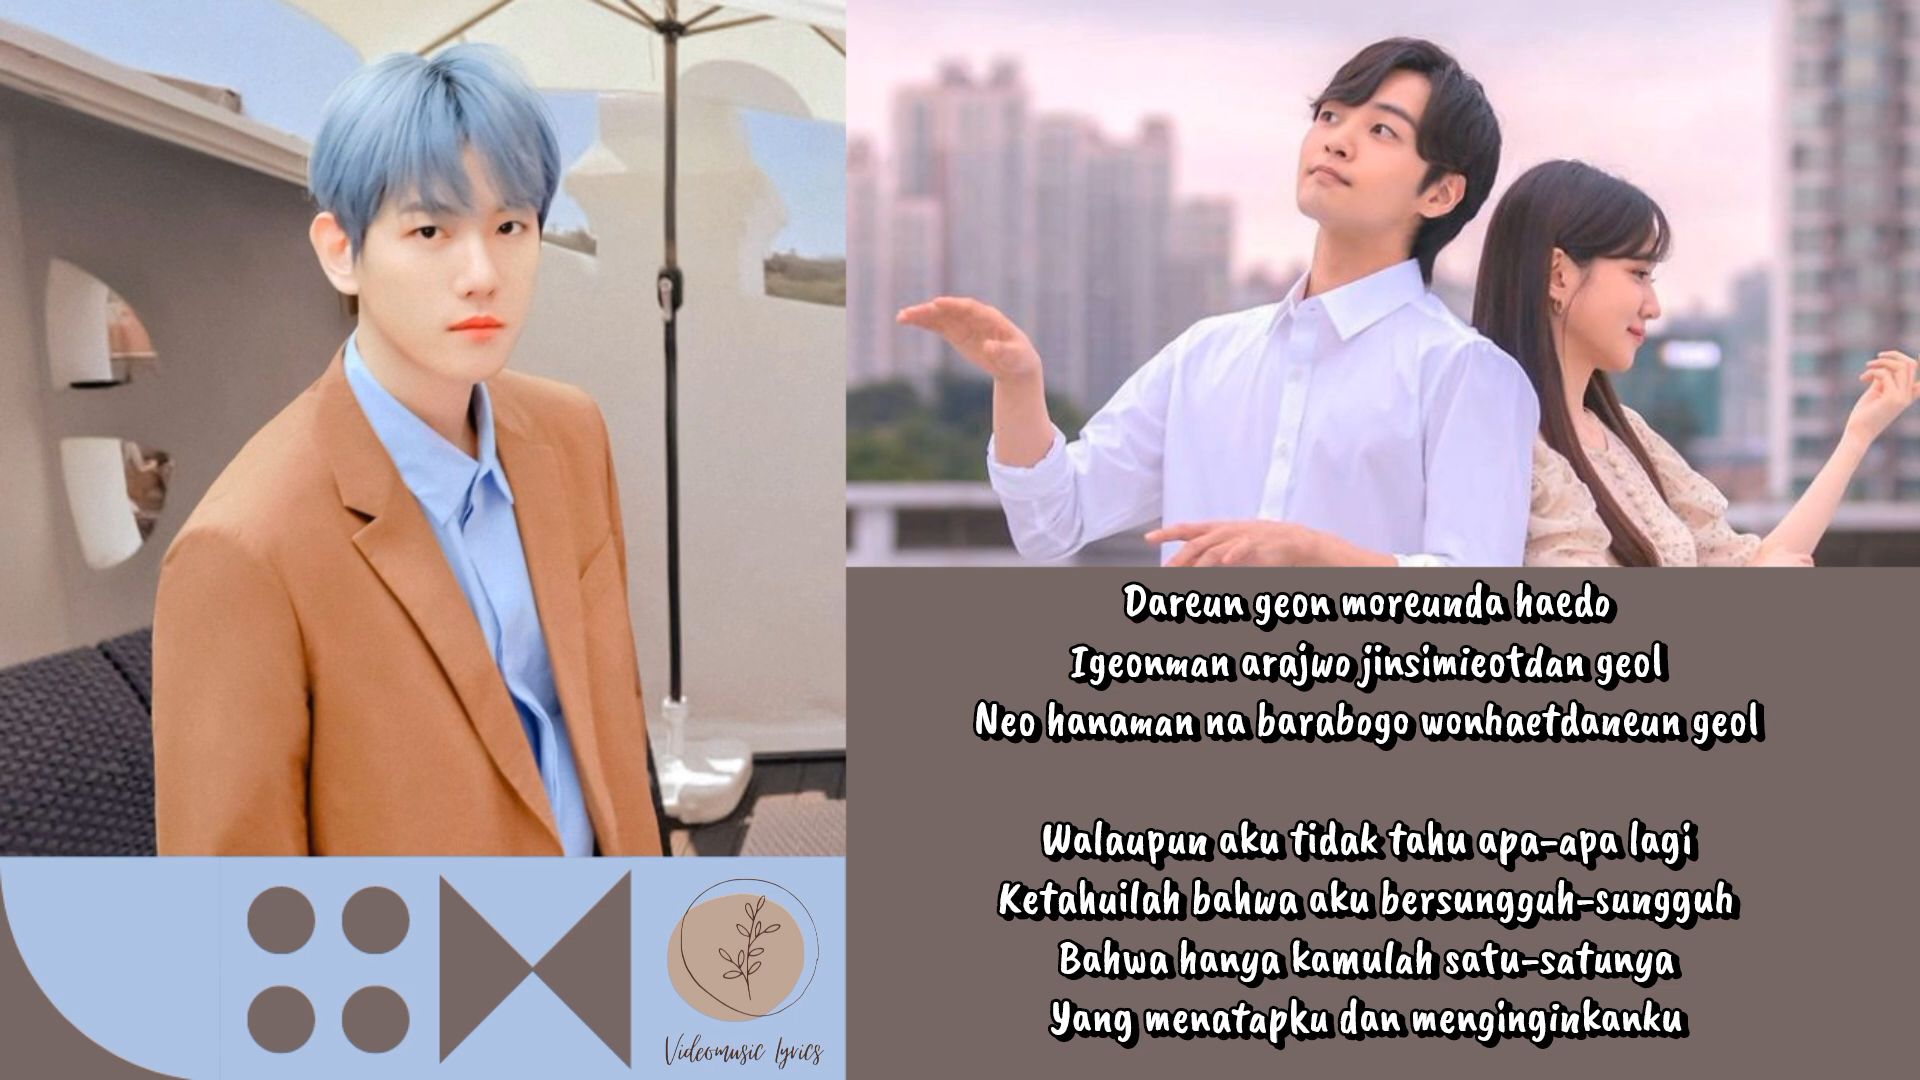 Dareun geon moreunda haedo
Igeonman arajwo jinsimieotdan geol
Neo hanaman na barabogo wonhaetdaneun geol
Walaupun aku tidak tahu apa-apa lagi
Ketahuilah bahwa aku bersungguh-sungguh
Bahwa hanya kamulah satu-satunya
Yang menatapku dan menginginkanku
Videomusic lyrics